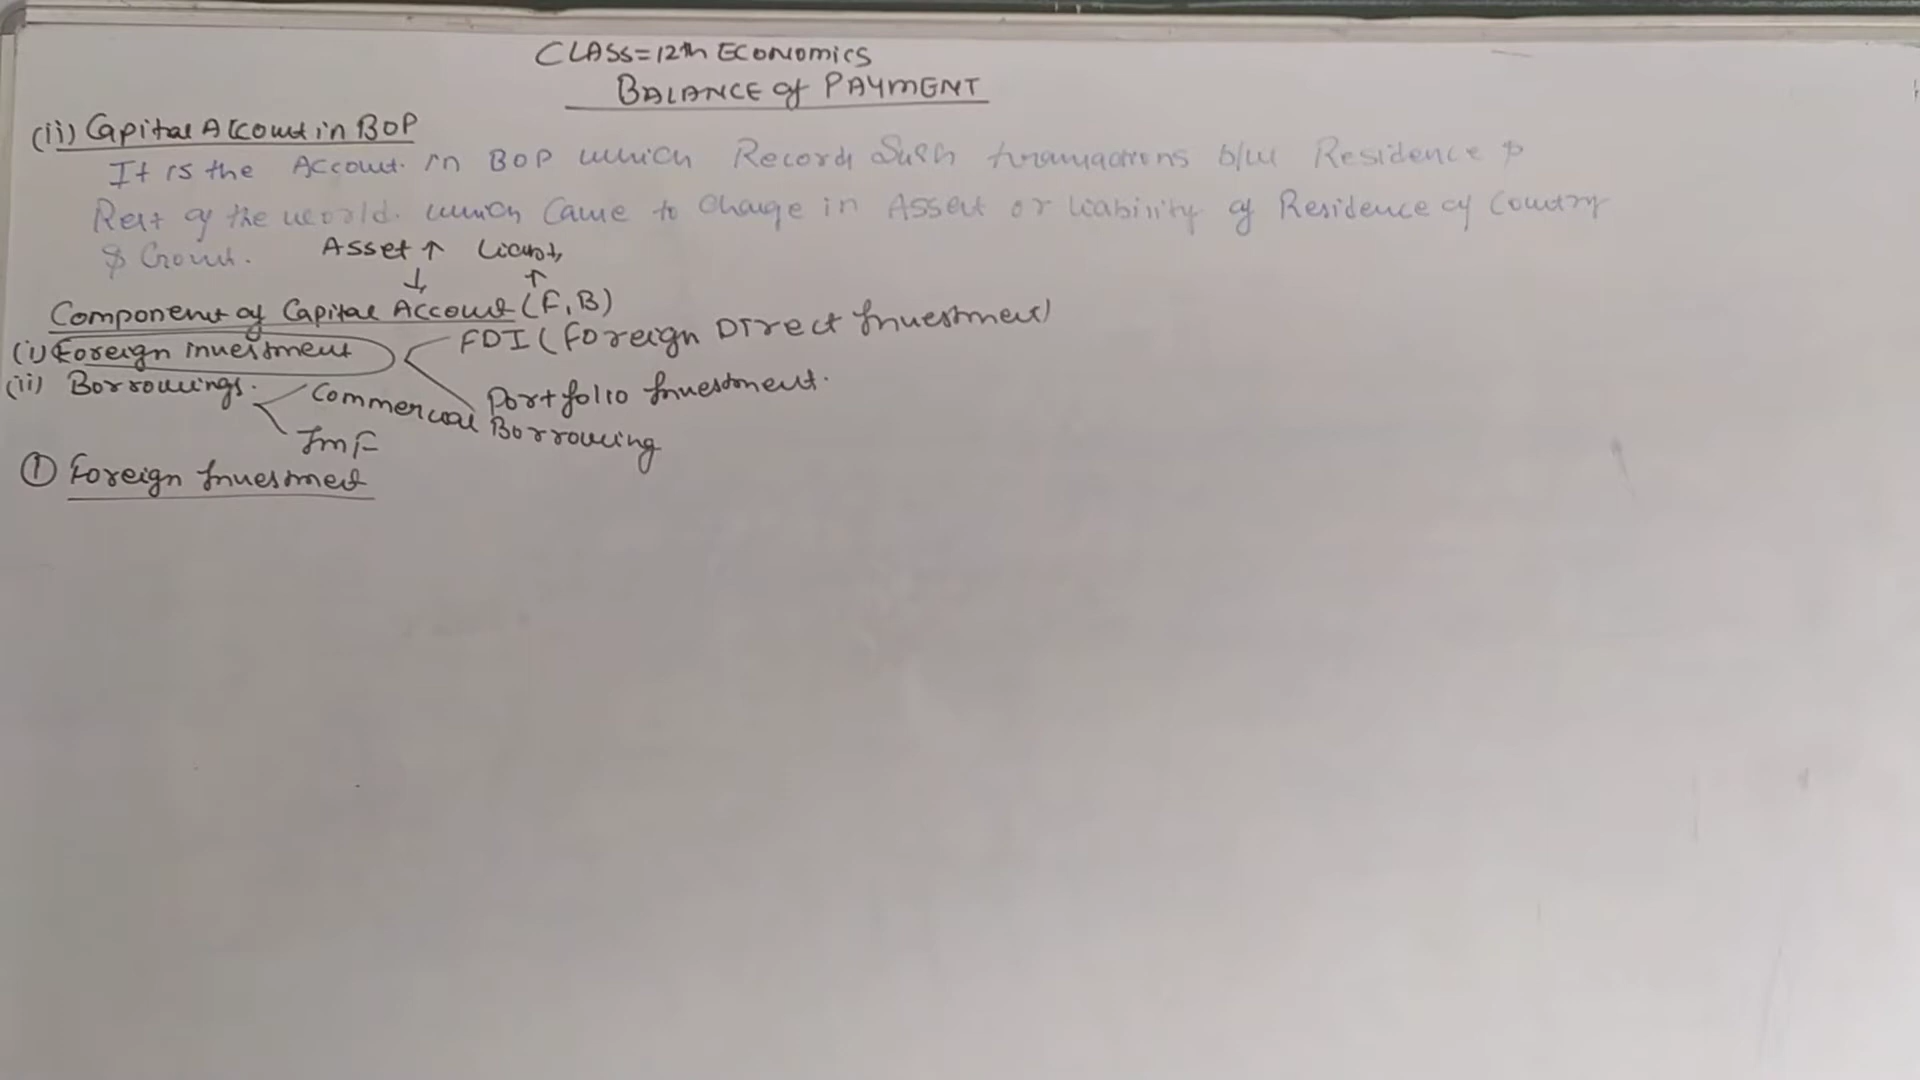 CLASS=12th ECONOMICS
BALANCE of PAYMENT
(ii) Capital Account in BOP
It is the Account in BOP which Records Such transactions b/w Residence &
Rest of the world. which Came to Change in Asset or liability of Residence of Country
& Govt.
Asset ↑ Liabt,
↓ ↑
Component of Capital Account (F, B)
(i) Foreign investment
FDI (Foreign Direct Investment)
Portfolio Investment.
(ii) Borrowings.
Commercial Borrowing
ImF
① Foreign Investment